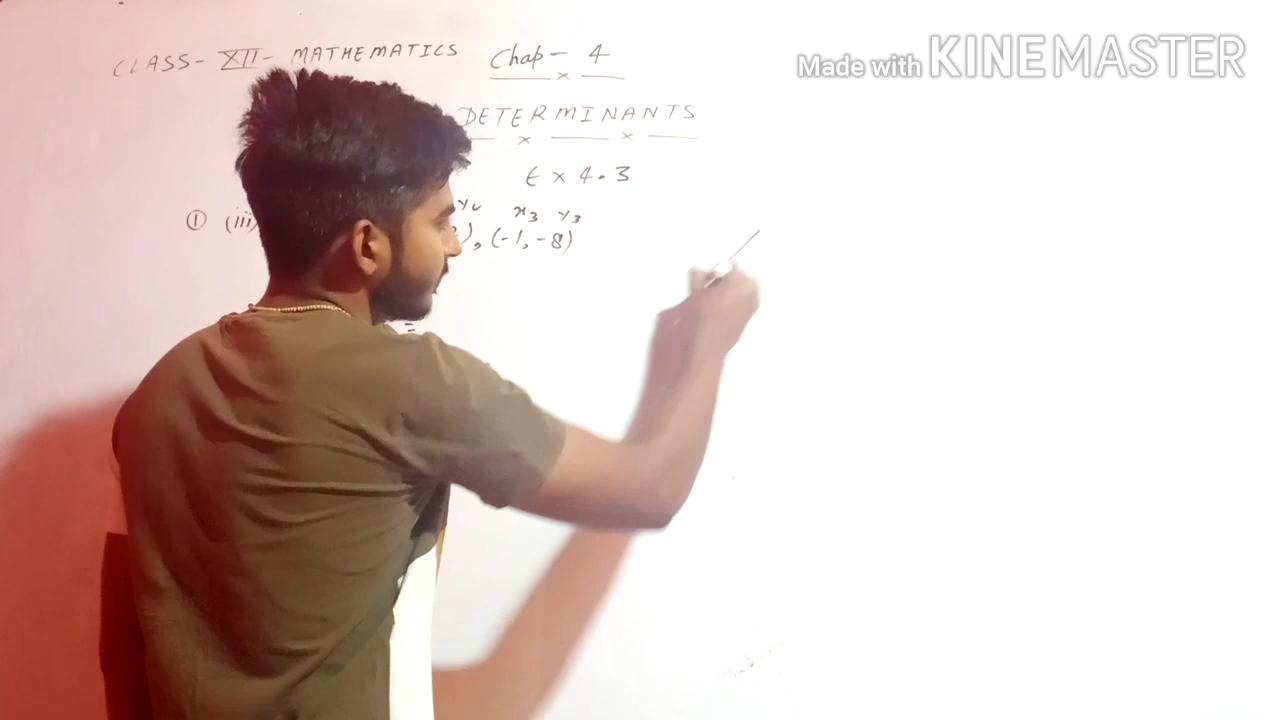 CLASS - XII - MATHEMATICS Chap - 4
Made with KINEMASTER
DETERMINANTS
Ex 4.3
x3 y3
① (iii) ), (-1, -8)